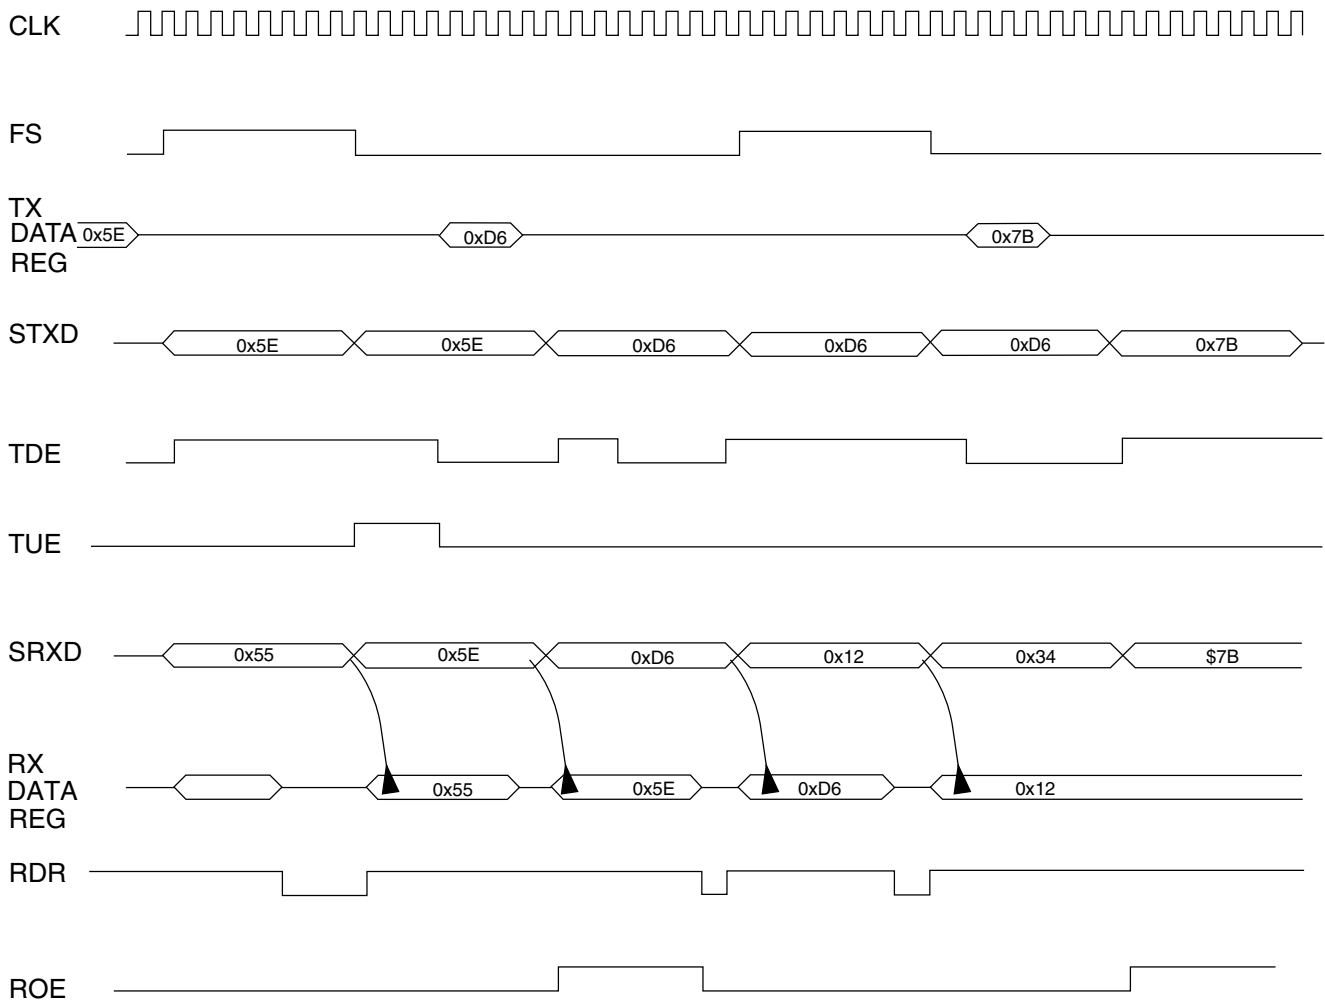 CLK
FS
TX
DATA 0x5E 0xD6 0x7B
REG
STXD 0x5E 0x5E 0xD6 0xD6 0xD6 0x7B
TDE
TUE
SRXD 0x55 0x5E 0xD6 0x12 0x34 $7B
RX
DATA 0x55 0x5E 0xD6 0x12
REG
RDR
ROE